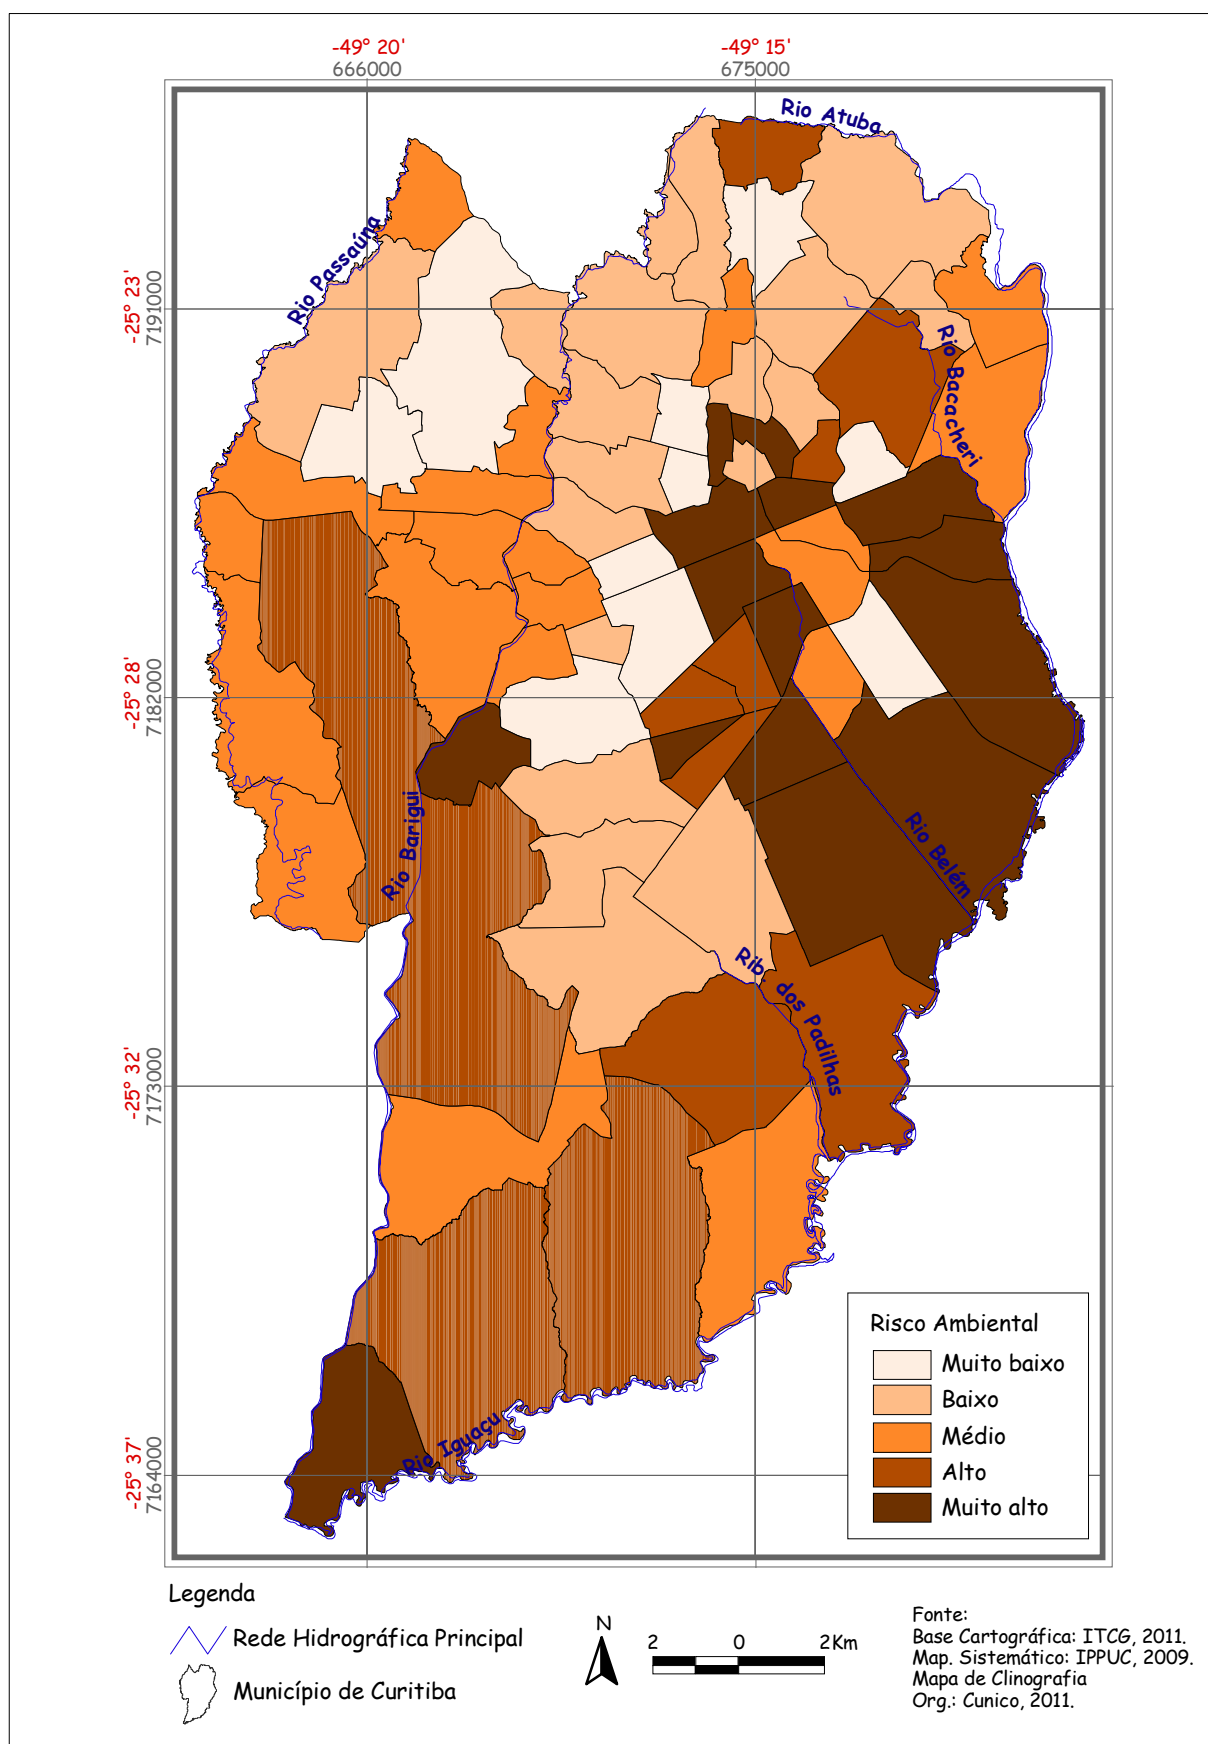 -49° 20'
-49° 15'
666000
675000
Rio Atuba
Rio Passaúna
-25° 23'
7191000
Rio Bacacheri
-25° 28'
7182000
Rio Barigui
Rio Belém
Rib. dos Padilhas
-25° 32'
7173000
Rio Iguaçu
-25° 37'
7164000
Risco Ambiental
Muito baixo
Baixo
Médio
Alto
Muito alto
Legenda
Rede Hidrográfica Principal
Município de Curitiba
N
2 0 2Km
Fonte:
Base Cartográfica: ITCG, 2011.
Map. Sistemático: IPPUC, 2009.
Mapa de Clinografia
Org.: Cunico, 2011.